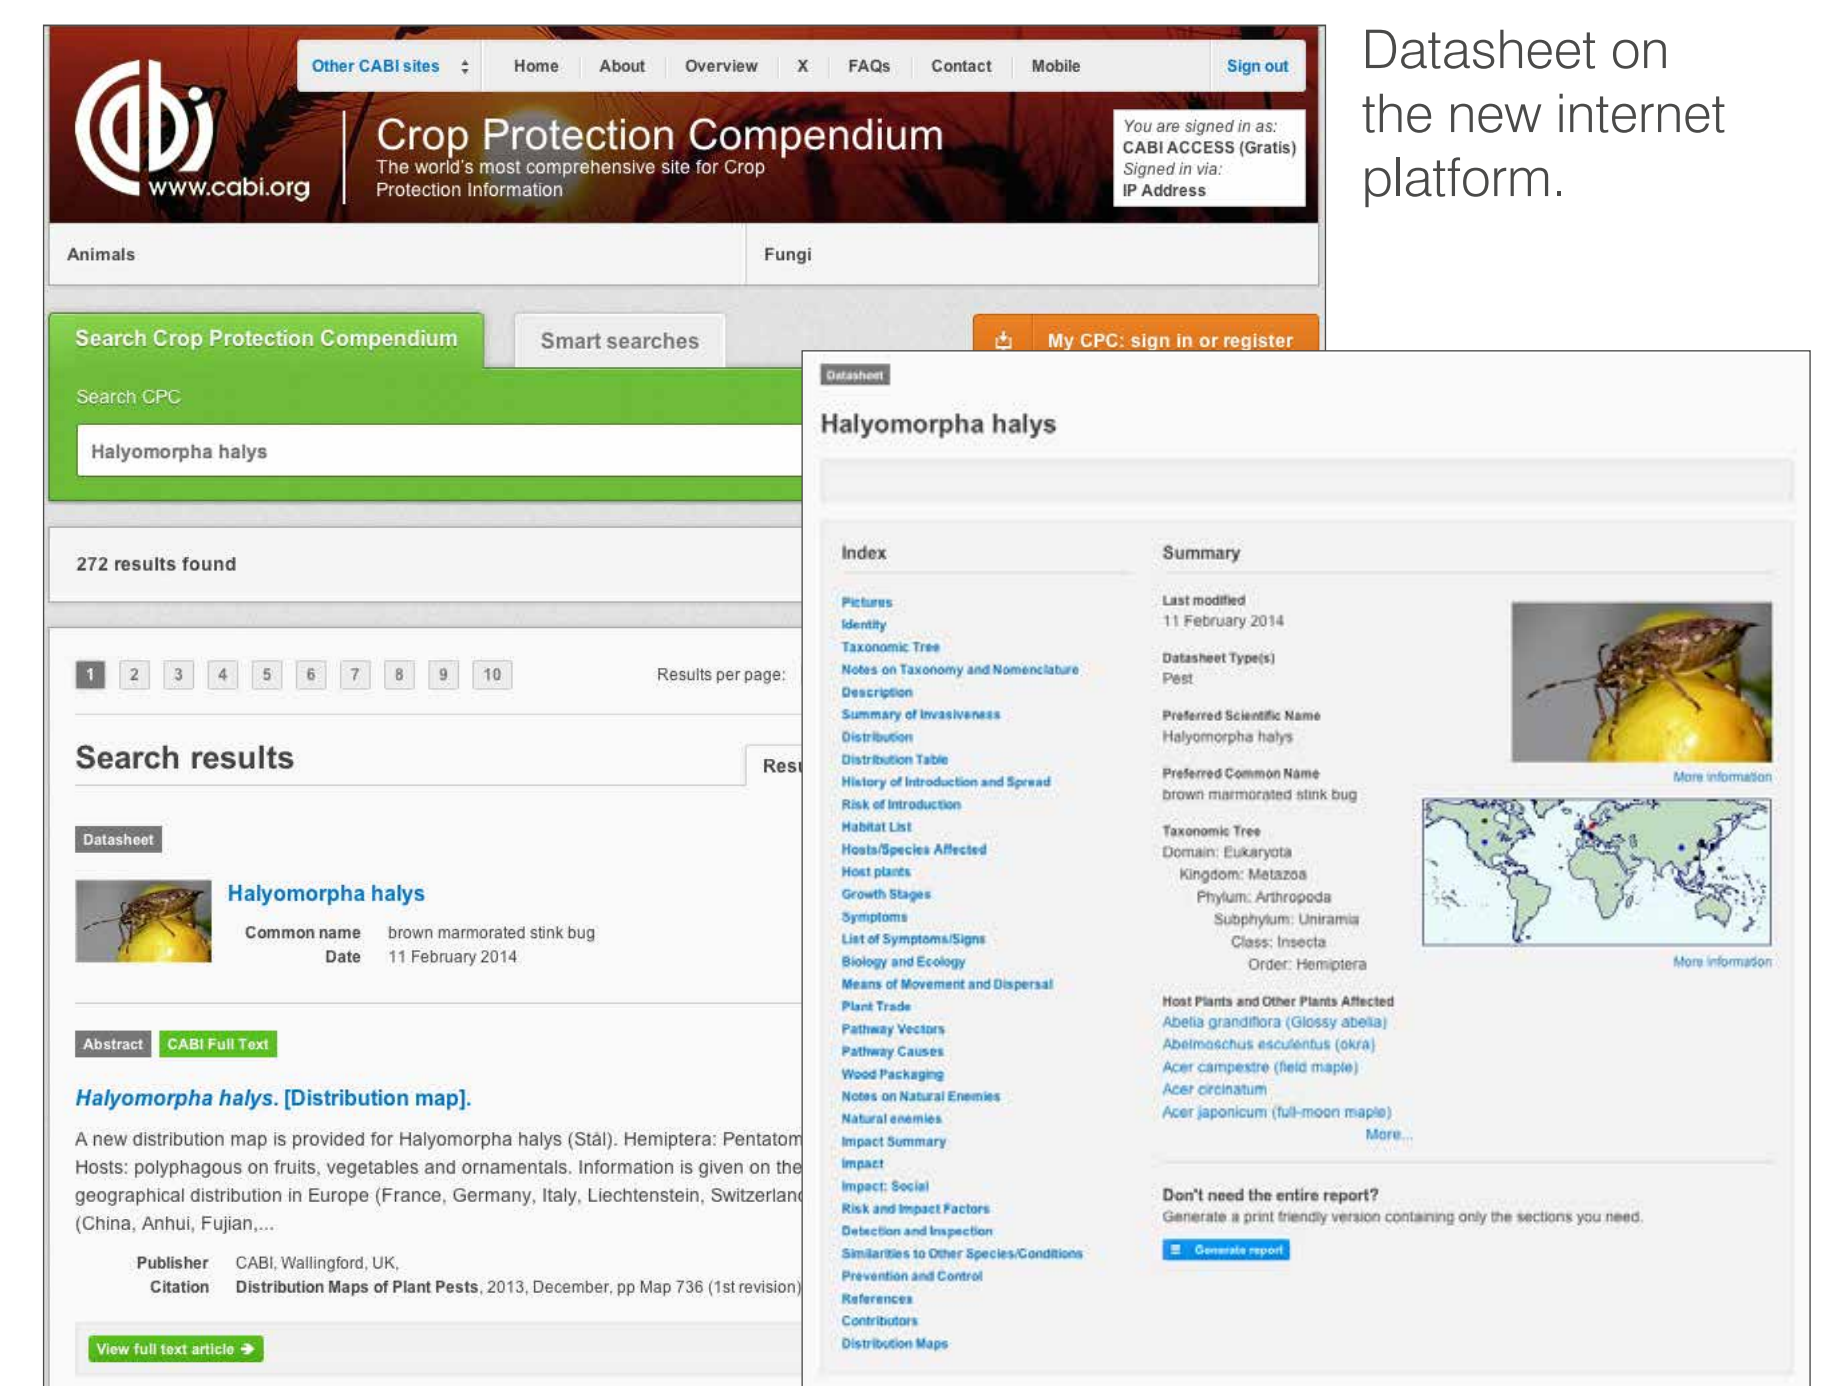 Datasheet on
the new internet
platform.
Other CABI sites
Home
About
Overview
X
FAQs
Contact
Mobile
Sign out
cabi
www.cabi.org
Crop Protection Compendium
The world's most comprehensive site for Crop
Protection Information
You are signed in as:
CABI ACCESS (Gratis)
Signed in via:
IP Address
Animals
Fungi
Search Crop Protection Compendium
Smart searches
My CPC: sign in or register
Search CPC
Halyomorpha halys
272 results found
1 2 3 4 5 6 7 8 9 10
Results per page:
Search results
Resu
Datasheet
Halyomorpha halys
Common name brown marmorated stink bug
Date 11 February 2014
Abstract
CABI Full Text
Halyomorpha halys. [Distribution map].
A new distribution map is provided for Halyomorpha halys (Stål). Hemiptera: Pentatom
Hosts: polyphagous on fruits, vegetables and ornamentals. Information is given on the
geographical distribution in Europe (France, Germany, Italy, Liechtenstein, Switzerland
(China, Anhui, Fujian,...
Publisher CABI, Wallingford, UK,
Citation Distribution Maps of Plant Pests, 2013, December, pp Map 736 (1st revision)
View full text article
Datasheet
Halyomorpha halys
Index
Pictures
Identity
Taxonomic Tree
Notes on Taxonomy and Nomenclature
Description
Summary of Invasiveness
Distribution
Distribution Table
History of Introduction and Spread
Risk of Introduction
Habitat List
Hosts/Species Affected
Host plants
Growth Stages
Symptoms
List of Symptoms/Signs
Biology and Ecology
Means of Movement and Dispersal
Plant Trade
Pathway Vectors
Pathway Causes
Wood Packaging
Notes on Natural Enemies
Natural enemies
Impact Summary
Impact
Impact: Social
Risk and Impact Factors
Detection and Inspection
Similarities to Other Species/Conditions
Prevention and Control
References
Contributors
Distribution Maps
Summary
Last modified
11 February 2014
Datasheet Type(s)
Pest
Preferred Scientific Name
Halyomorpha halys
Preferred Common Name
brown marmorated stink bug
Taxonomic Tree
Domain: Eukaryota
Kingdom: Metazoa
Phylum: Arthropoda
Subphylum: Uniramia
Class: Insecta
Order: Hemiptera
More information
More information
Host Plants and Other Plants Affected
Abelia grandiflora (Glossy abelia)
Abelmoschus esculentus (okra)
Acer campestre (field maple)
Acer circinatum
Acer japonicum (full-moon maple)
More...
Don't need the entire report?
Generate a print friendly version containing only the sections you need.
Generate report